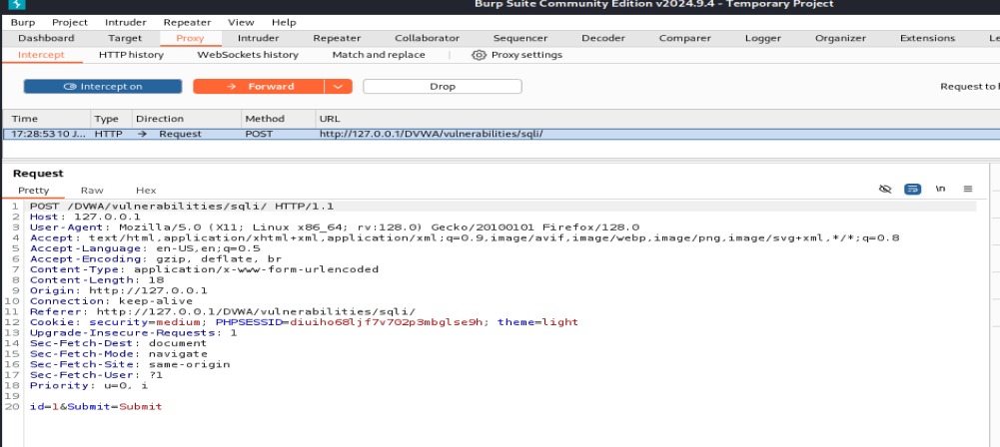 Burp Suite Community Edition v2024.9.4 - Temporary Project
Burp Project Intruder Repeater View Help
Dashboard Target Proxy Intruder Repeater Collaborator Sequencer Decoder Comparer Logger Organizer Extensions
Intercept HTTP history WebSockets history Match and replace Proxy settings
Intercept on → Forward Drop Request to
Time Type Direction Method URL
17:28:53 10 J... HTTP → Request POST http://127.0.0.1/DVWA/vulnerabilities/sqli/
Request
Pretty Raw Hex \n
1 POST /DVWA/vulnerabilities/sqli/ HTTP/1.1
2 Host: 127.0.0.1
3 User-Agent: Mozilla/5.0 (X11; Linux x86_64; rv:128.0) Gecko/20100101 Firefox/128.0
4 Accept: text/html,application/xhtml+xml,application/xml;q=0.9,image/avif,image/webp,image/png,image/svg+xml,*/*;q=0.8
5 Accept-Language: en-US,en;q=0.5
6 Accept-Encoding: gzip, deflate, br
7 Content-Type: application/x-www-form-urlencoded
8 Content-Length: 18
9 Origin: http://127.0.0.1
10 Connection: keep-alive
11 Referer: http://127.0.0.1/DVWA/vulnerabilities/sqli/
12 Cookie: security=medium; PHPSESSID=diuiho68ljf7v702p3mbglse9h; theme=light
13 Upgrade-Insecure-Requests: 1
14 Sec-Fetch-Dest: document
15 Sec-Fetch-Mode: navigate
16 Sec-Fetch-Site: same-origin
17 Sec-Fetch-User: ?1
18 Priority: u=0, i
19
20 id=1&Submit=Submit